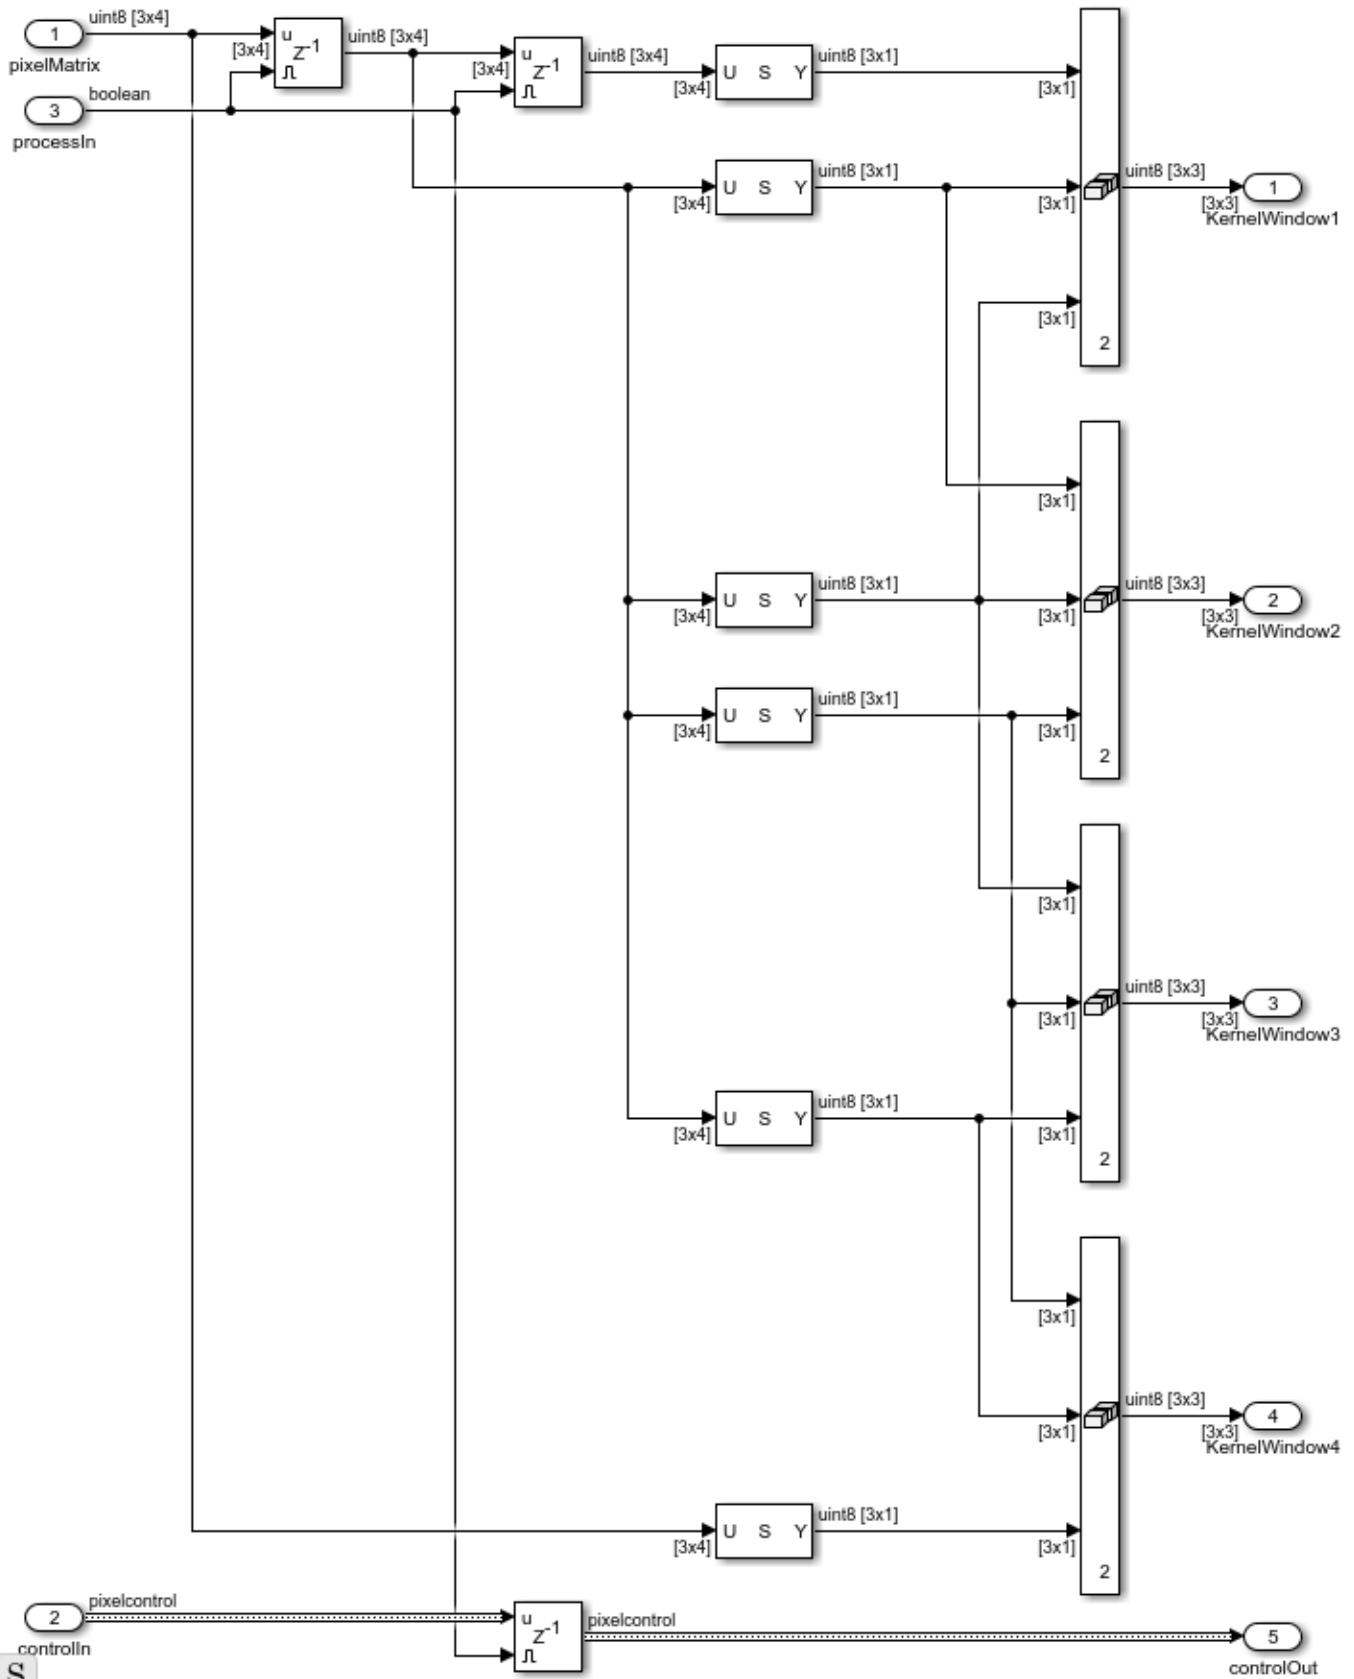 uint8 [3x4]
1
pixelMatrix
[3x4]
u
Z-1
uint8 [3x4]
[3x4]
u
Z-1
uint8 [3x4]
[3x4]
U S Y
uint8 [3x1]
[3x1]
boolean
3
processIn
[3x4]
U S Y
uint8 [3x1]
[3x1]
uint8 [3x3]
1
[3x3]
KernelWindow1
[3x1]
2
[3x1]
[3x4]
U S Y
uint8 [3x1]
[3x1]
uint8 [3x3]
2
[3x3]
KernelWindow2
[3x4]
U S Y
uint8 [3x1]
[3x1]
2
[3x1]
[3x1]
uint8 [3x3]
3
[3x3]
KernelWindow3
[3x4]
U S Y
uint8 [3x1]
[3x1]
2
[3x1]
[3x1]
uint8 [3x3]
4
[3x3]
KernelWindow4
[3x4]
U S Y
uint8 [3x1]
[3x1]
2
pixelcontrol
2
controlIn
u
Z-1
pixelcontrol
5
controlOut
S